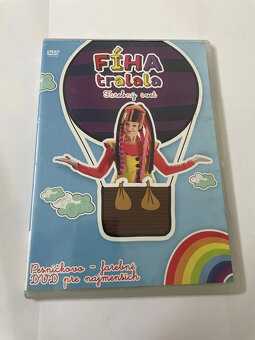 DVD
FÍHA
tralala
Farebný svet
Pesničkovo - farebné
DVD pre najmenších